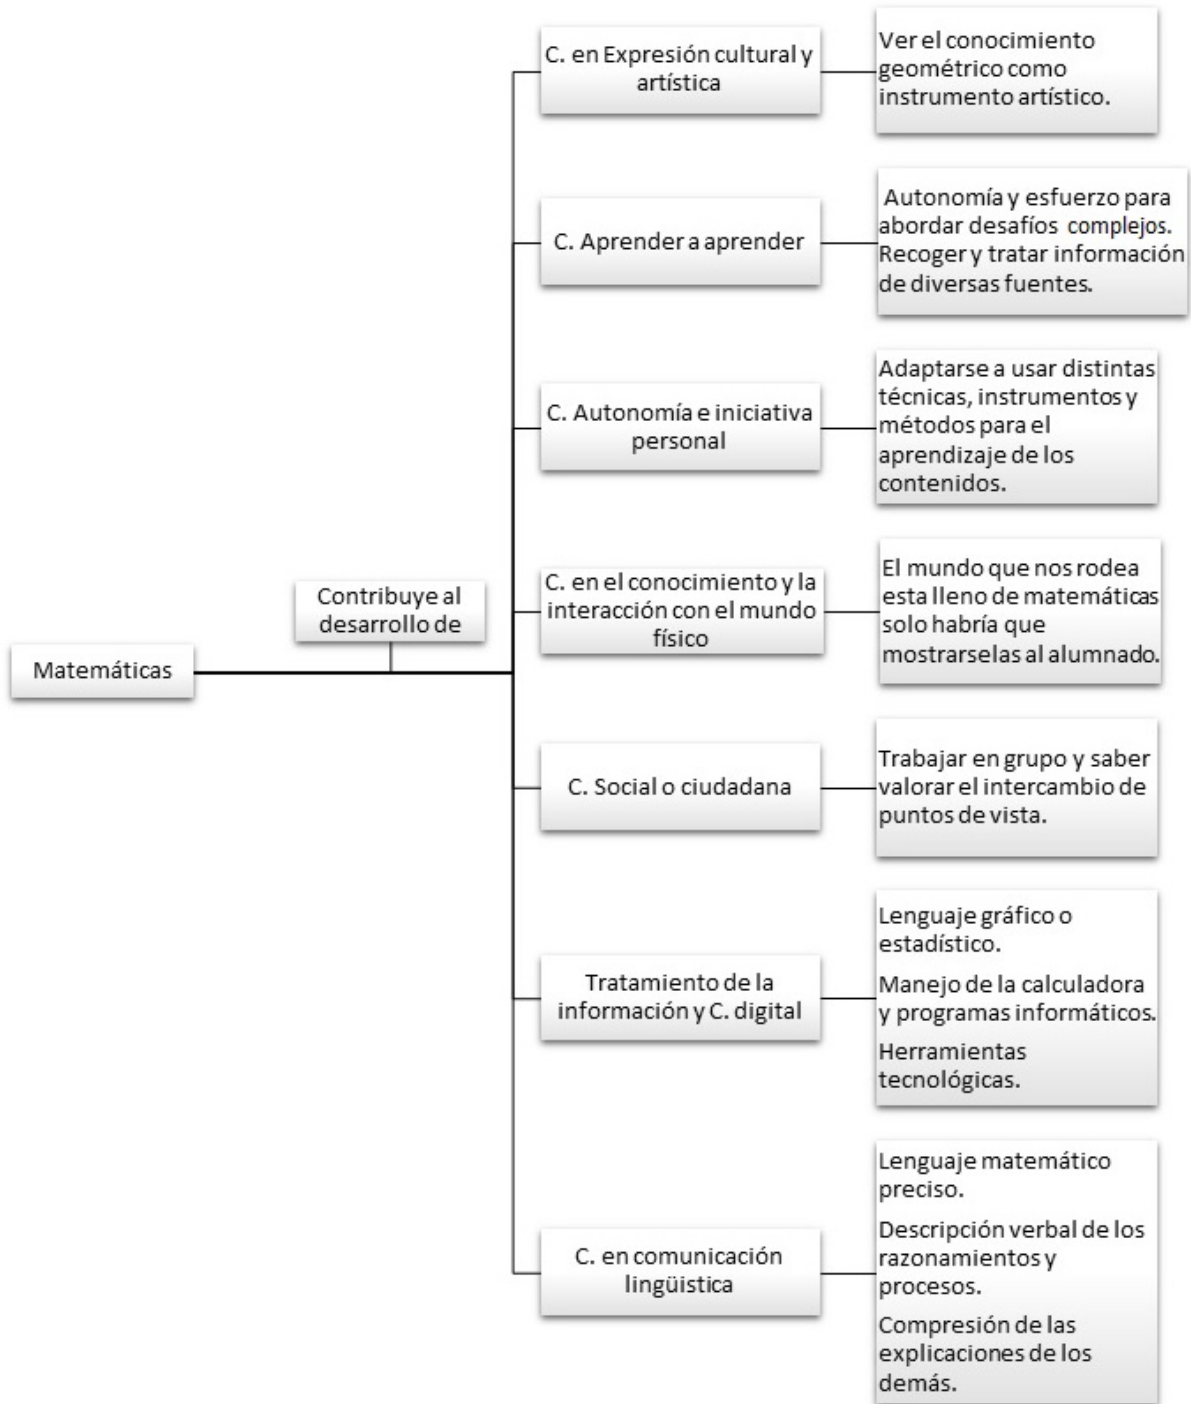 Matemáticas
Contribuye al
desarrollo de
C. en Expresión cultural y
artística
Ver el conocimiento
geométrico como
instrumento artístico.
C. Aprender a aprender
Autonomía y esfuerzo para
abordar desafíos complejos.
Recoger y tratar información
de diversas fuentes.
C. Autonomía e iniciativa
personal
Adaptarse a usar distintas
técnicas, instrumentos y
métodos para el
aprendizaje de los
contenidos.
C. en el conocimiento y la
interacción con el mundo
físico
El mundo que nos rodea
esta lleno de matemáticas
solo habría que
mostrarselas al alumnado.
C. Social o ciudadana
Trabajar en grupo y saber
valorar el intercambio de
puntos de vista.
Tratamiento de la
información y C. digital
Lenguaje gráfico o
estadístico.
Manejo de la calculadora
y programas informáticos.
Herramientas
tecnológicas.
C. en comunicación
lingüistica
Lenguaje matemático
preciso.
Descripción verbal de los
razonamientos y
procesos.
Compresión de las
explicaciones de los
demás.